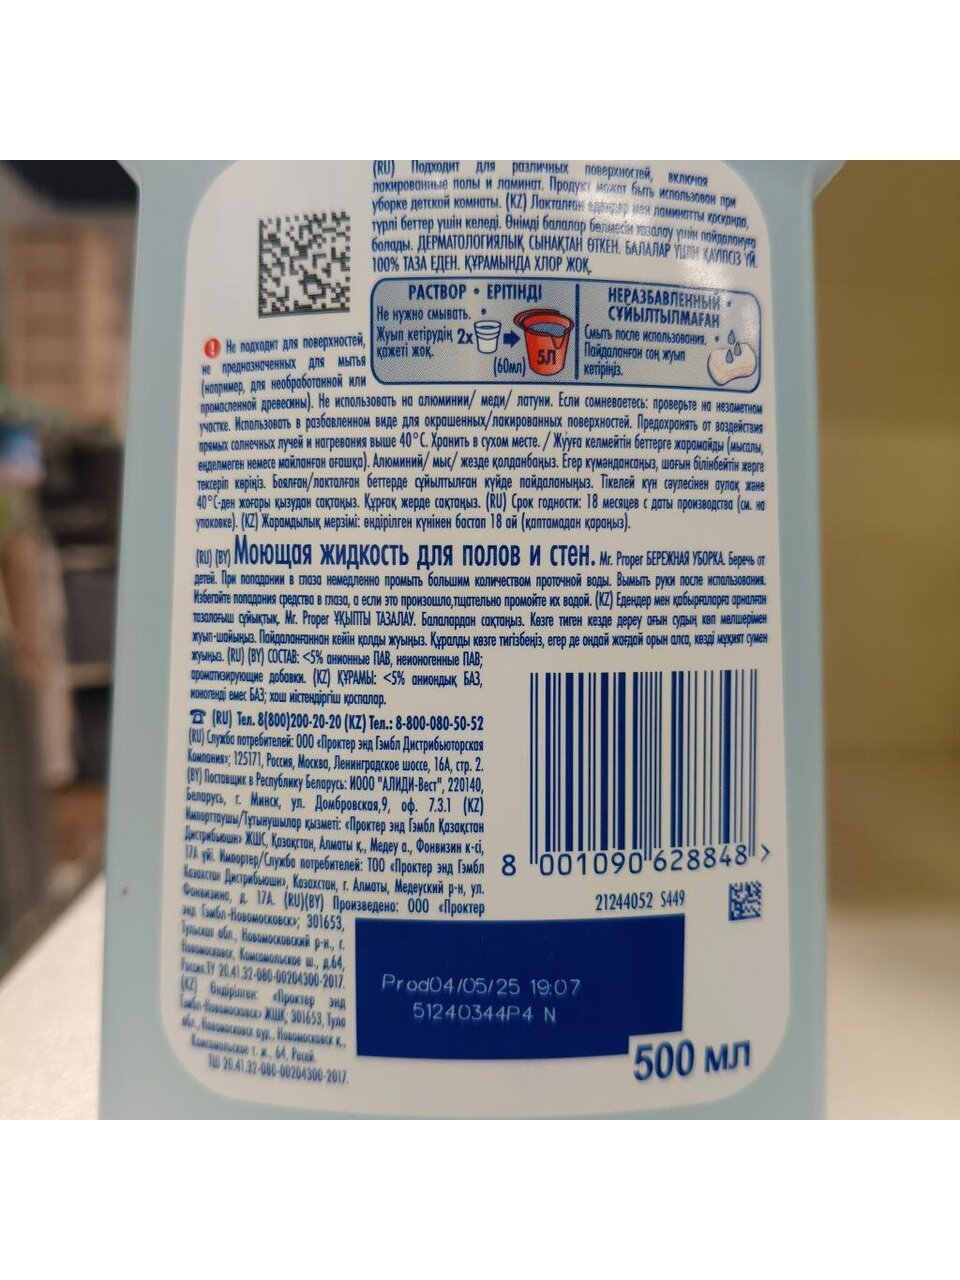 (RU) Подходит для различных поверхностей, включая
лакированные полы и ламинат. Продукт может быть использован при
уборке детской комнаты. (KZ) Лакталған едендер мен ламинатты қосқанда,
түрлі беттер үшін келеді. Өнімді балалар бөлмесін тазалау үшін пайдалануға
болады. ДЕРМАТОЛОГИЯЛЫҚ СЫНАҚТАН ӨТКЕН. БАЛАЛАР ҮШІН ҚАУІПСІЗ ҮЙ.
100% ТАЗА ЕДЕН. ҚҰРАМЫНДА ХЛОР ЖОҚ.
РАСТВОР • ЕРІТІНДІ
Не нужно смывать. •
Жуып кетірудің
қажеті жоқ.
2x
(60мл)
5Л
НЕРАЗБАВЛЕННЫЙ •
СҰЙЫЛТЫЛМАҒАН
Смыть после использования. •
Пайдаланған соң жуып
кетіріңіз.
Не подходит для поверхностей,
не предназначенных для мытья
(например, для необработанной или
промасленной древесины). Не использовать на алюминии/ меди/ латуни. Если сомневаетесь: проверьте на незаметном
участке. Использовать в разбавленном виде для окрашенных/лакированных поверхностей. Предохранять от воздействия
прямых солнечных лучей и нагревания выше 40°C. Хранить в сухом месте. / Жууға келмейтін беттерге жарамайды (мысалы,
өңделмеген немесе майланған ағашқа). Алюминий/ мыс/ жезде қолданбаңыз. Егер күмәндансаңыз, шағын білінбейтін жерге
тексеріп көріңіз. Боялған/лакталған беттерде сұйылтылған күйде пайдаланыңыз. Тікелей күн сәулесінен аулақ және
40°C-ден жоғары қызудан сақтаңыз. Құрғақ жерде сақтаңыз. (RU) Срок годности: 18 месяцев с даты производства (см. на
упаковке). (KZ) Жарамдылық мерзімі: өндірілген күнінен бастап 18 ай (қаптамадан қараңыз).
(RU) (BY) Моющая жидкость для полов и стен. Mr. Proper БЕРЕЖНАЯ УБОРКА. Беречь от
детей. При попадании в глаза немедленно промыть большим количеством проточной воды. Вымыть руки после использования.
Избегайте попадания средства в глаза, а если это произошло,тщательно промойте их водой. (KZ) Едендер мен қабырғаларға арналған
тазалағыш сұйықтық. Mr. Proper ҰҚЫПТЫ ТАЗАЛАУ. Балалардан сақтаңыз. Көзге тиген кезде дереу ағын судың көп мөлшерімен
жуып-шайыңыз. Пайдаланғаннан кейін қолды жуыңыз. Құралды көзге тигізбеңіз, егер де ондай жағдай орын алса, көзді мұқият сумен
жуыңыз. (RU) (BY) СОСТАВ: <5% анионные ПАВ, неионогенные ПАВ;
ароматизирующие добавки. (KZ) ҚҰРАМЫ: <5% аниондық БАЗ,
ионогенді емес БАЗ; хош иістендіргіш қоспалар.
☎ (RU) Тел. 8(800)200-20-20 (KZ) Тел.: 8-800-080-50-52
(RU) Служба потребителей: ООО «Проктер энд Гэмбл Дистрибьюторская
Компания»; 125171, Россия, Москва, Ленинградское шоссе, 16А, стр. 2.
(BY) Поставщик в Республику Беларусь: ИООО "АЛИДИ-Вест", 220140,
Беларусь, г. Минск, ул. Домбровская,9, оф. 7.3.1 (KZ)
Импорттаушы/Тұтынушылар қызметі: «Проктер энд Гэмбл Қазақстан
Дистрибьюшн» ЖШС, Қазақстан, Алматы қ., Медеу а., Фонвизин к-сі,
17А үйі. Импортер/Служба потребителей: ТОО «Проктер энд Гэмбл
Казахстан Дистрибьюшн», Казахстан, г. Алматы, Медеуский р-н, ул.
Фонвизина, д. 17А. (RU)(BY) Произведено: ООО «Проктер
энд Гэмбл-Новомосковск»; 301653,
Тульская обл., Новомосковский р-н., г.
Новомосковск, Комсомольское ш., д.64,
Россия.ТУ 20.41.32-080-00204300-2017.
(KZ) Өндірілген: «Проктер энд
Гэмбл-Новомосковск» ЖШҚ; 301653, Тула
обл., Новомосковск ауд., Новомосковск қ.,
Комсомольское т. ж., 64, Ресей.
ТШ 20.41.32-080-00204300-2017.
8 001090 628848 >
21244052 S449
Prod04/05/25 19:07
51240344P4 N
500 мл